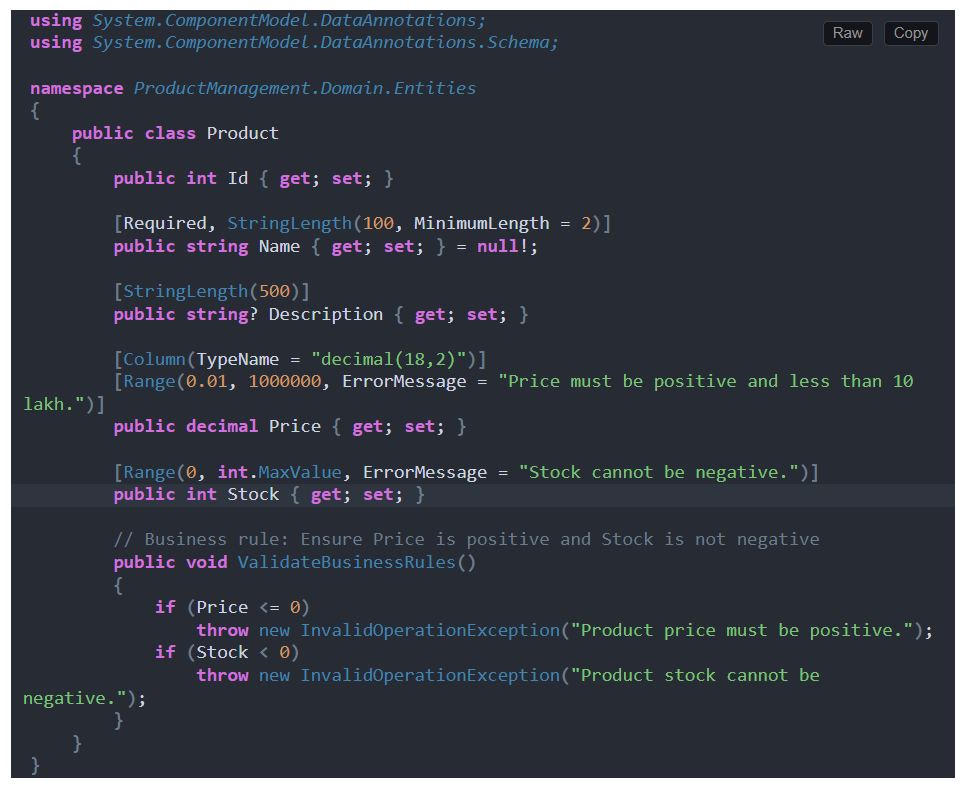 using System.ComponentModel.DataAnnotations;
using System.ComponentModel.DataAnnotations.Schema;
Raw Copy
namespace ProductManagement.Domain.Entities
{
    public class Product
    {
        public int Id { get; set; }

        [Required, StringLength(100, MinimumLength = 2)]
        public string Name { get; set; } = null!;

        [StringLength(500)]
        public string? Description { get; set; }

        [Column(TypeName = "decimal(18,2)")]
        [Range(0.01, 1000000, ErrorMessage = "Price must be positive and less than 10
lakh.")]
        public decimal Price { get; set; }

        [Range(0, int.MaxValue, ErrorMessage = "Stock cannot be negative.")]
        public int Stock { get; set; }

        // Business rule: Ensure Price is positive and Stock is not negative
        public void ValidateBusinessRules()
        {
            if (Price <= 0)
                throw new InvalidOperationException("Product price must be positive.");
            if (Stock < 0)
                throw new InvalidOperationException("Product stock cannot be
negative.");
        }
    }
}